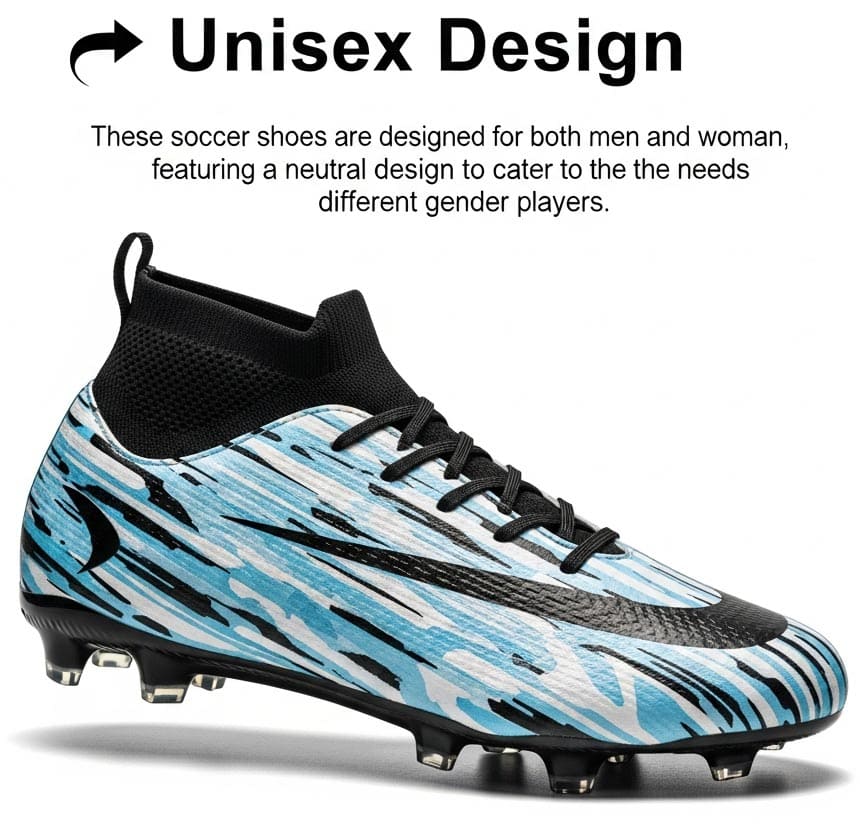 Unisex Design
These soccer shoes are designed for both men and woman,
featuring a neutral design to cater to the the needs
different gender players.